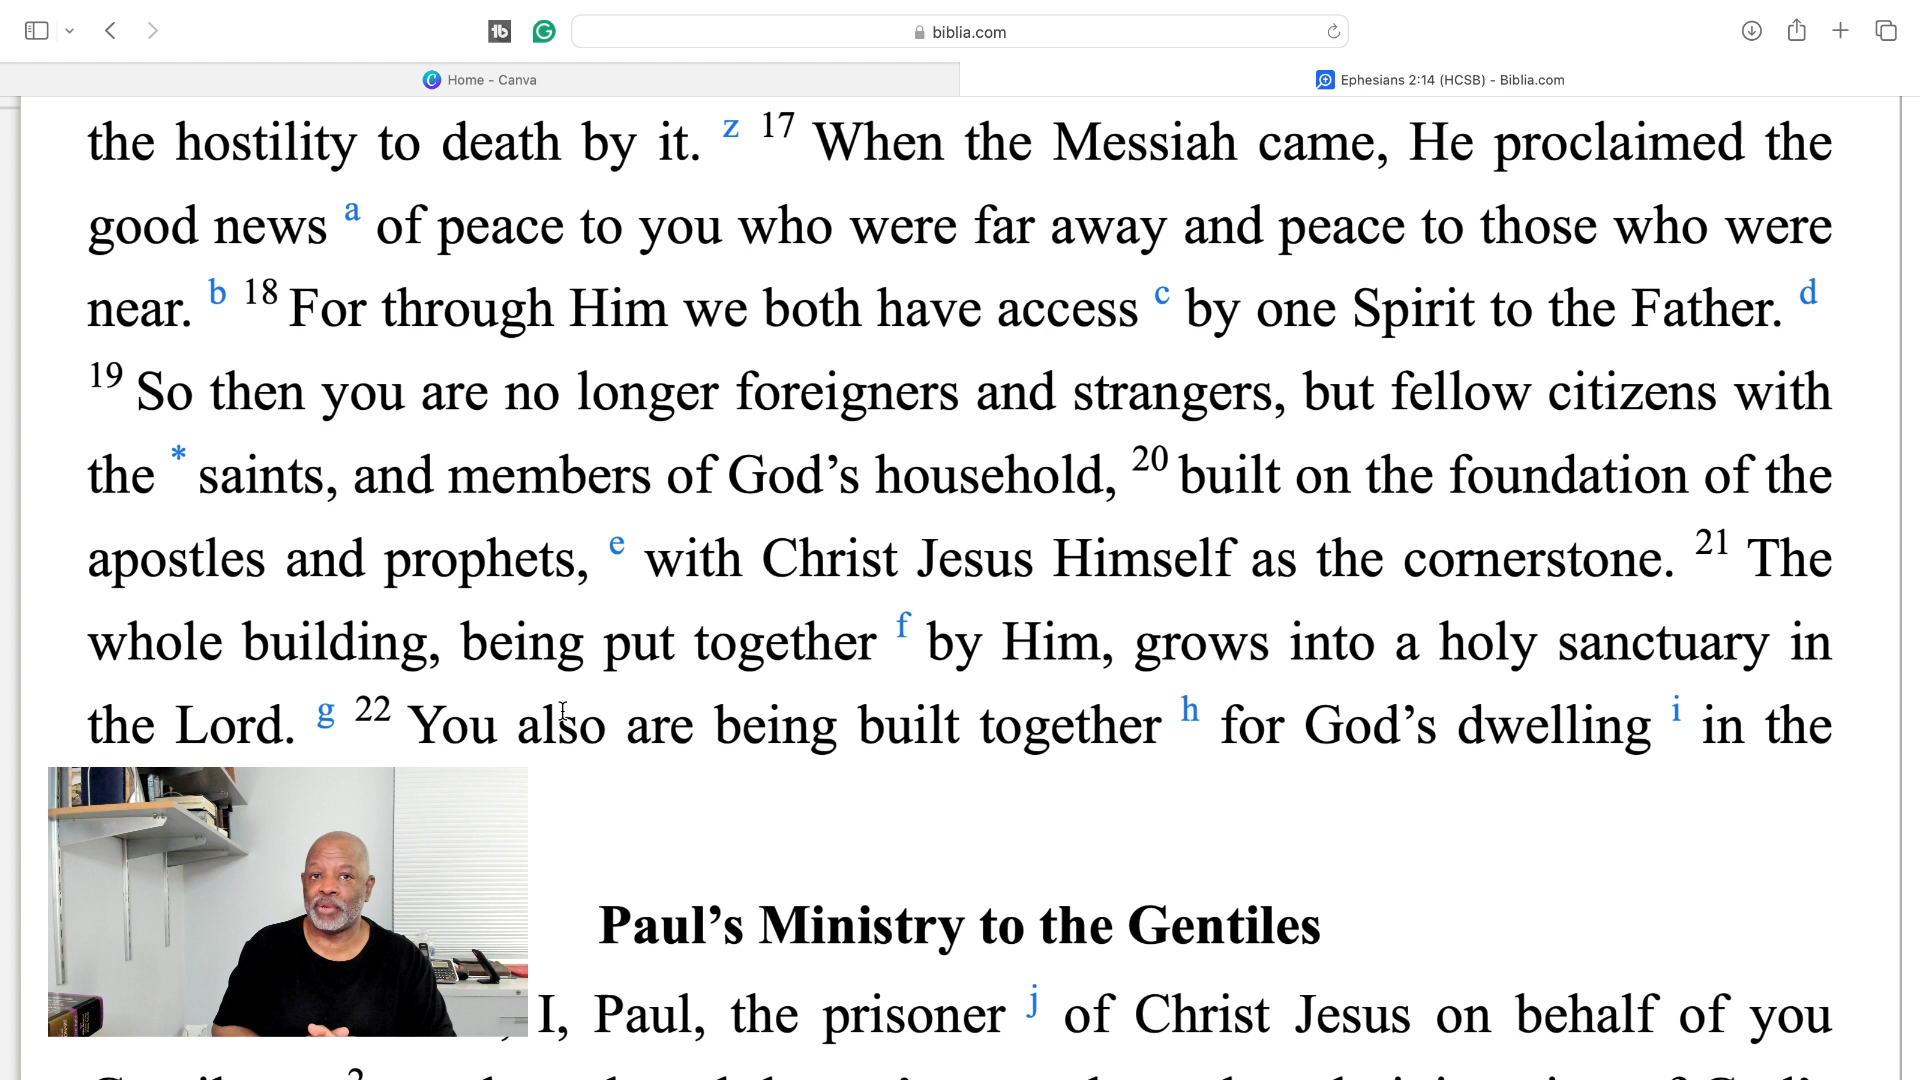 biblia.com
Home - Canva
Ephesians 2:14 (HCSB) - Biblia.com
the hostility to death by it. z 17 When the Messiah came, He proclaimed the
good news a of peace to you who were far away and peace to those who were
near. b 18 For through Him we both have access c by one Spirit to the Father. d
19 So then you are no longer foreigners and strangers, but fellow citizens with
the * saints, and members of God’s household, 20 built on the foundation of the
apostles and prophets, e with Christ Jesus Himself as the cornerstone. 21 The
whole building, being put together f by Him, grows into a holy sanctuary in
the Lord. g 22 You also are being built together h for God’s dwelling i in the
Paul’s Ministry to the Gentiles
I, Paul, the prisoner j of Christ Jesus on behalf of you
2